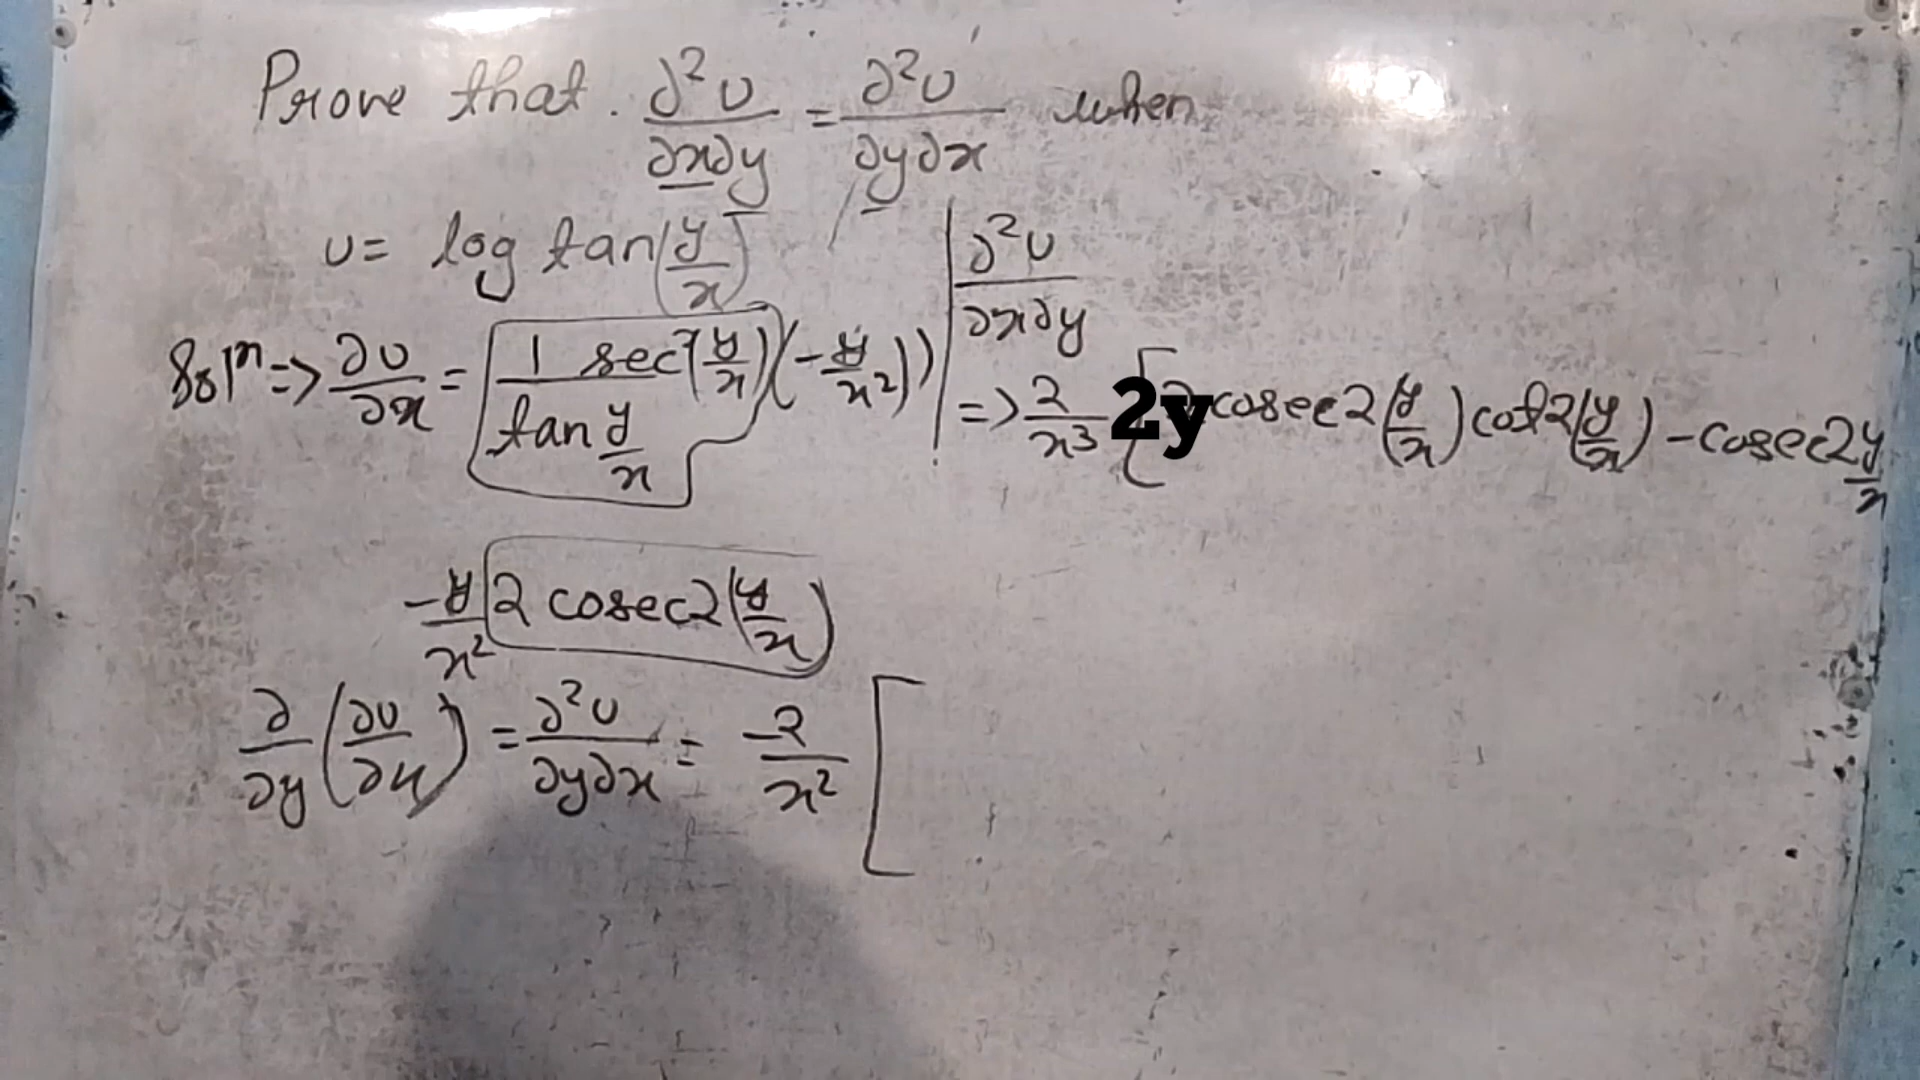 Prove that. ∂²u/∂x∂y = ∂²u/∂y∂x when
u = log tan(y/x)
Solⁿ => ∂u/∂x = 1/(tan y/x) sec²(y/x)(-y/x²))
-y/x² 2 cosec2(y/x)
∂/∂y(∂u/∂x) = ∂²u/∂y∂x = -2/x² [
∂²u/∂x∂y
=> 2/x³ [2y cosec2(y/x) cot2(y/x) - cosec2y/x